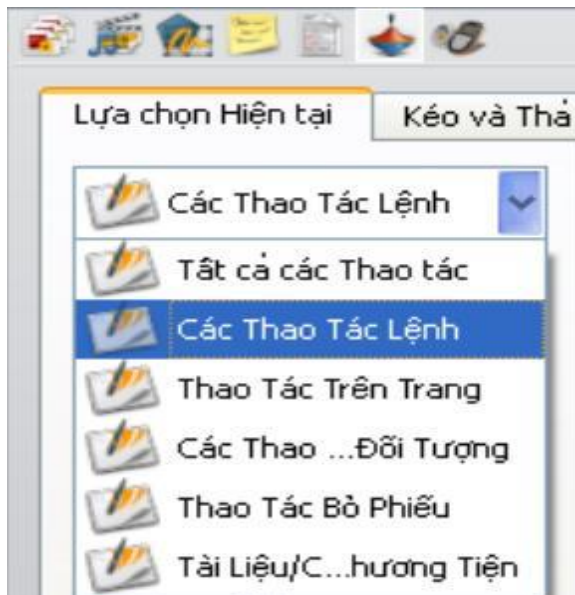 Lựa chọn Hiện tại Kéo và Thả
Các Thao Tác Lệnh
Tất cả các Thao tác
Các Thao Tác Lệnh
Thao Tác Trên Trang
Các Thao ...Đối Tượng
Thao Tác Bỏ Phiếu
Tài Liệu/C...hương Tiện